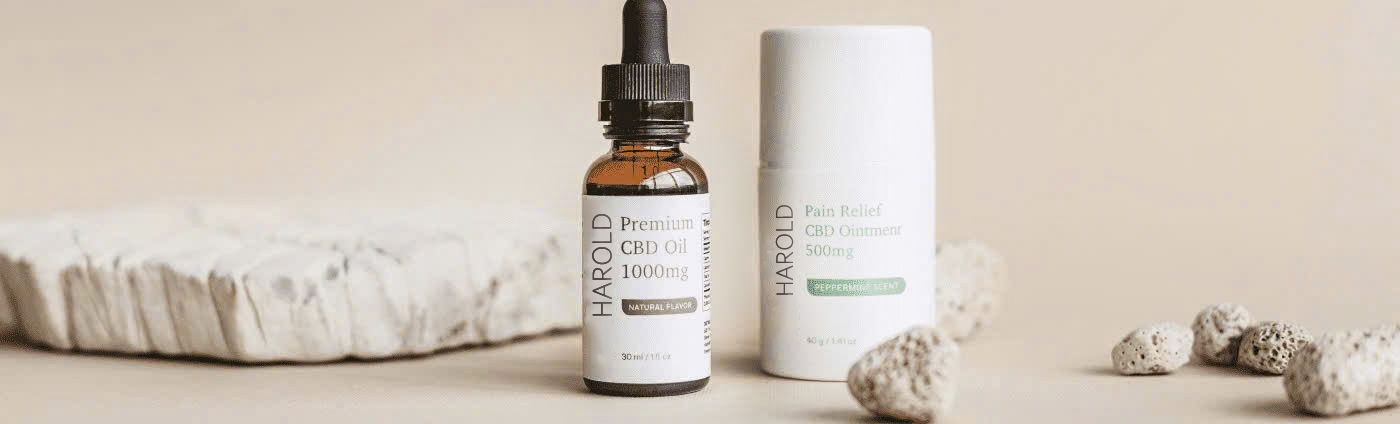 HAROLD
Premium
CBD Oil
1000mg
NATURAL FLAVOR
30 ml / 1 fl oz
HAROLD
Pain Relief
CBD Ointment
500mg
PEPPERMINT SCENT
40 g / 1.41 oz